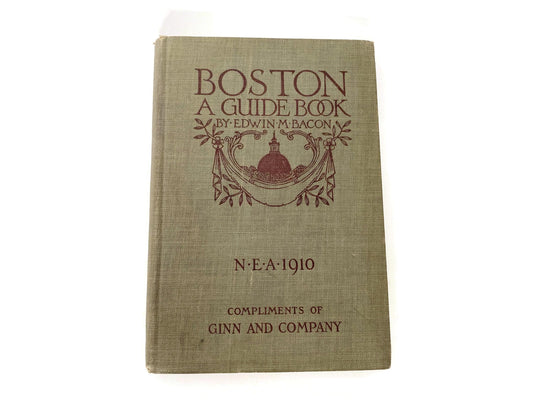 BOSTON
A GUIDE BOOK
BY·EDWIN·M·BACON
N·E·A·1910
COMPLIMENTS OF
GINN AND COMPANY